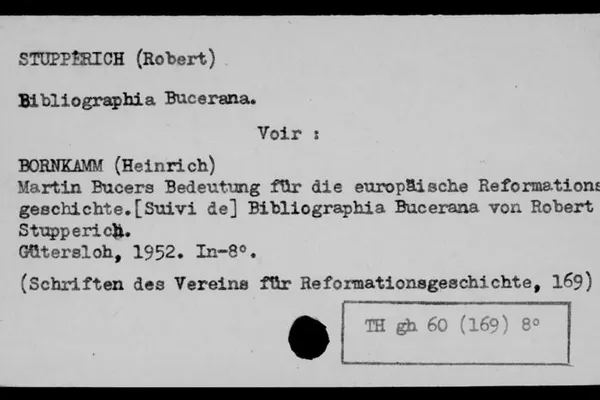 STUPPERICH (Robert)
Bibliographia Bucerana.
Voir :
BORNKAMM (Heinrich)
Martin Bucers Bedeutung für die europäische Reformations
geschichte.[Suivi de] Bibliographia Bucerana von Robert
Stupperich.
Gütersloh, 1952. In-8°.
(Schriften des Vereins für Reformationsgeschichte, 169)
TH gh 60 (169) 8°